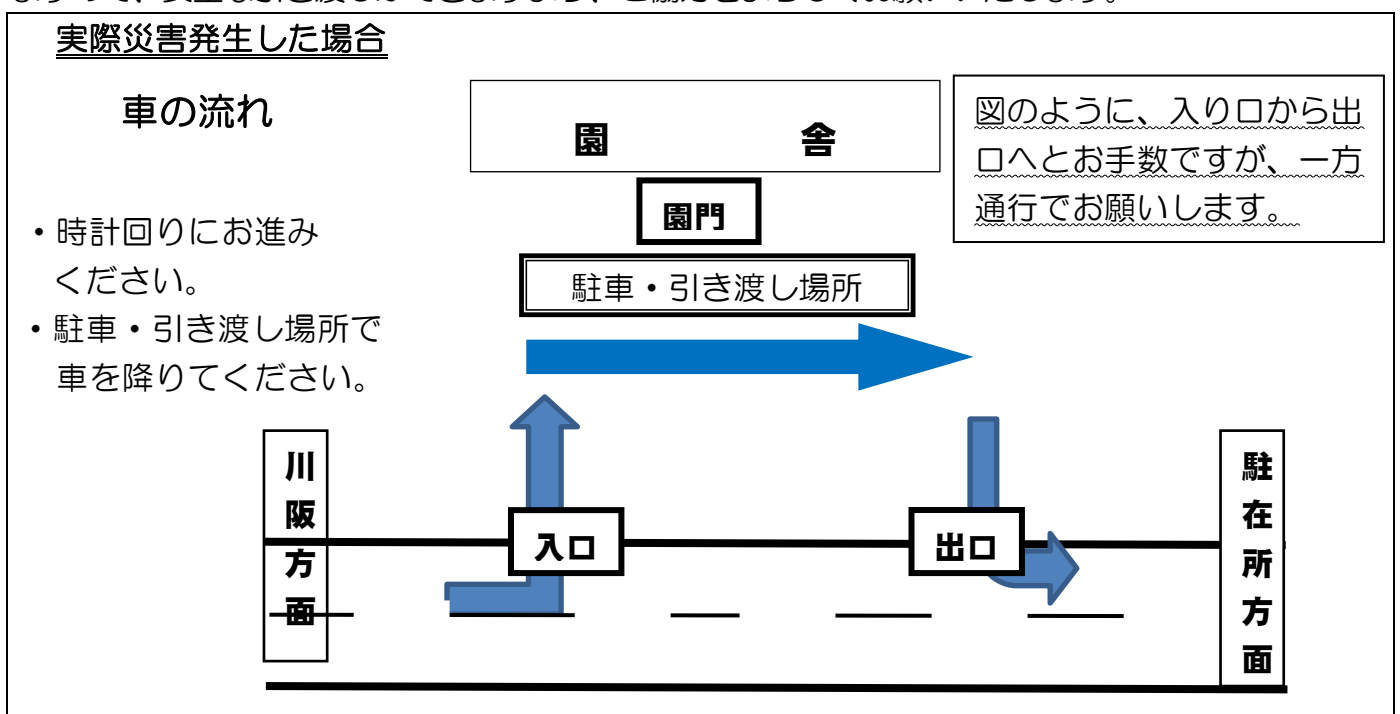 実際災害発生した場合
車の流れ
園 舎
図のように、入り口から出
口へとお手数ですが、一方
通行でお願いします。
園門
・時計回りにお進み
ください。
駐車・引き渡し場所
・駐車・引き渡し場所で
車を降りてください。
川阪方面
入口
出口
駐在所方面